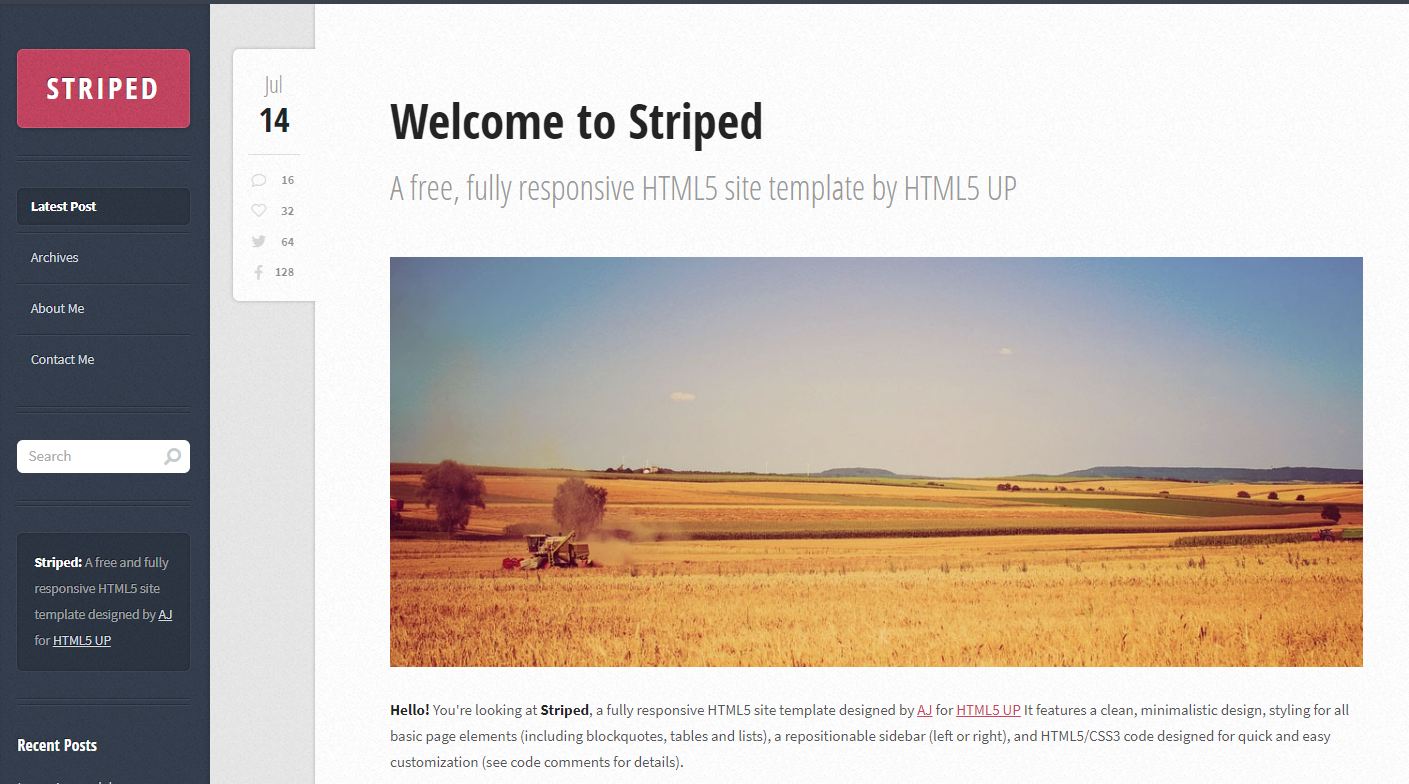 STRIPED
Latest Post
Archives
About Me
Contact Me
Search
Striped: A free and fully
responsive HTML5 site
template designed by AJ
for HTML5 UP
Recent Posts
Jul
14
16
32
64
128
Welcome to Striped
A free, fully responsive HTML5 site template by HTML5 UP
Hello! You're looking at Striped, a fully responsive HTML5 site template designed by AJ for HTML5 UP It features a clean, minimalistic design, styling for all
basic page elements (including blockquotes, tables and lists), a repositionable sidebar (left or right), and HTML5/CSS3 code designed for quick and easy
customization (see code comments for details).